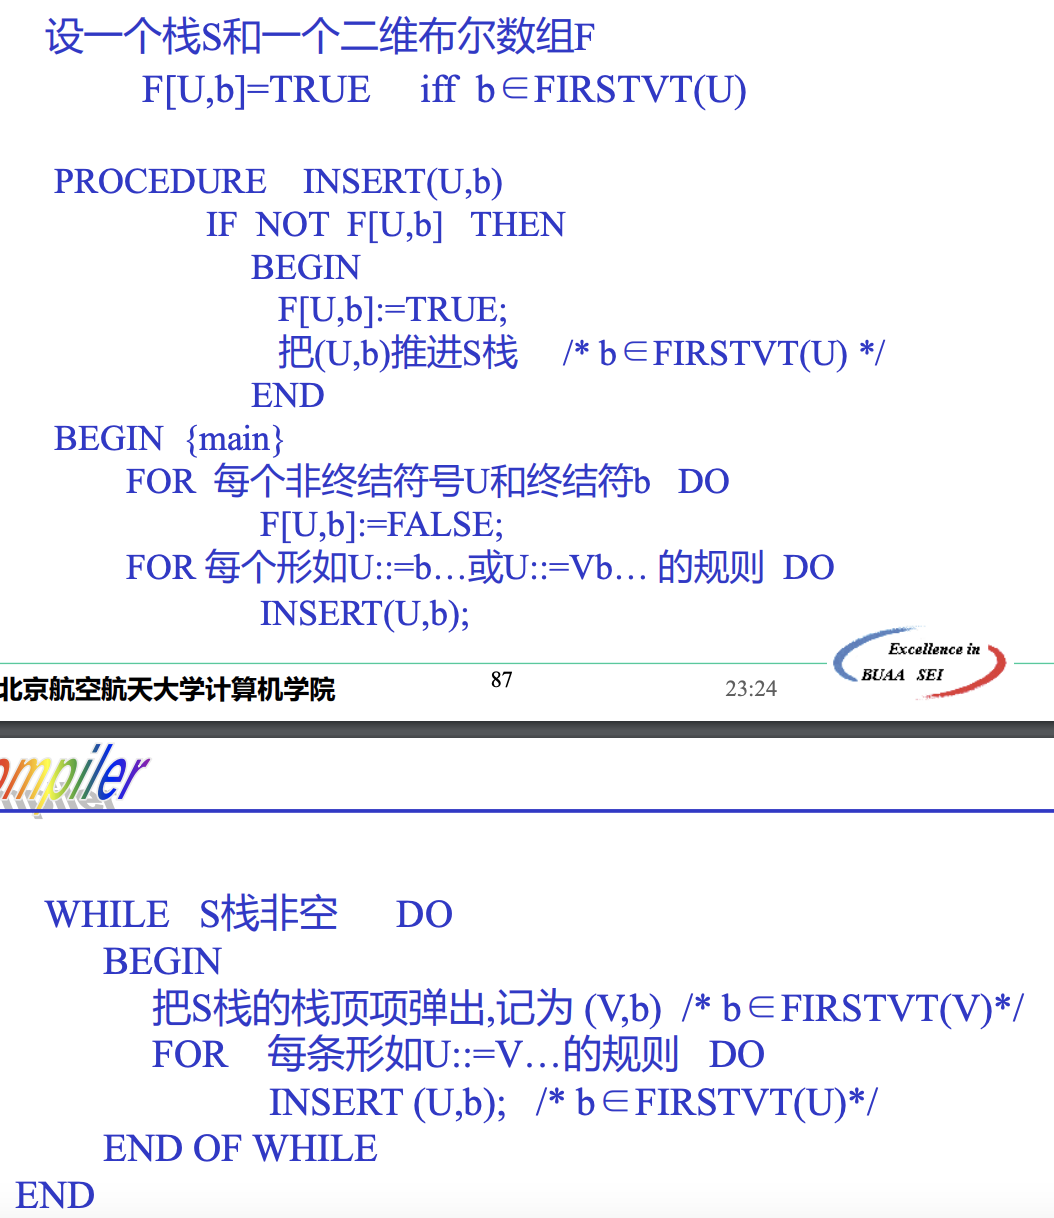 设一个栈S和一个二维布尔数组F
F[U,b]=TRUE iff b∈FIRSTVT(U)
PROCEDURE INSERT(U,b)
IF NOT F[U,b] THEN
BEGIN
F[U,b]:=TRUE;
把(U,b)推进S栈 /* b∈FIRSTVT(U) */
END
BEGIN {main}
FOR 每个非终结符号U和终结符b DO
F[U,b]:=FALSE;
FOR 每个形如U::=b…或U::=Vb… 的规则 DO
INSERT(U,b);
Excellence in
BUAA SEI
北京航空航天大学计算机学院 87 23:24
ompiler
WHILE S栈非空 DO
BEGIN
把S栈的栈顶项弹出,记为 (V,b) /* b∈FIRSTVT(V)*/
FOR 每条形如U::=V…的规则 DO
INSERT (U,b); /* b∈FIRSTVT(U)*/
END OF WHILE
END